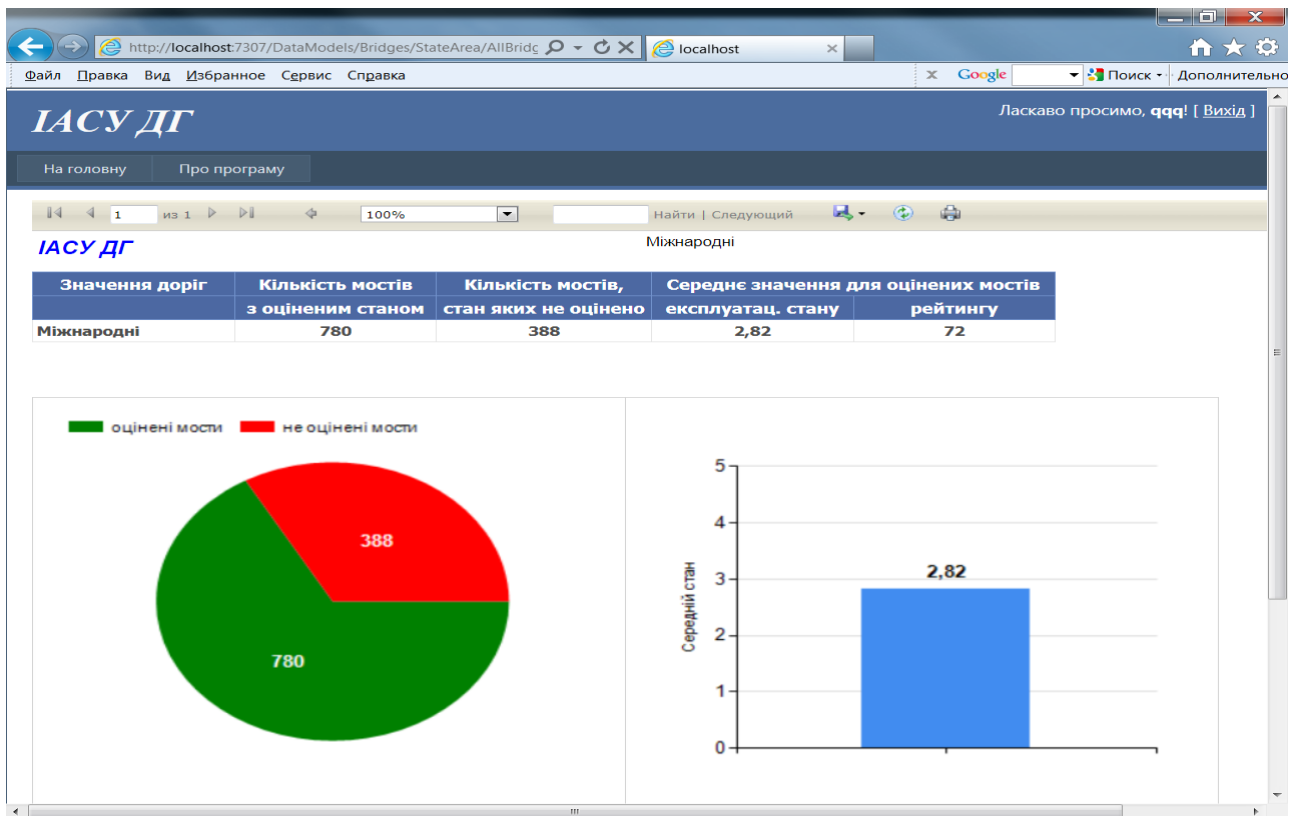 http://localhost:7307/DataModels/Bridges/StateArea/AllBridg
localhost
Файл Правка Вид Избранное Сервис Справка
x Google Поиск Дополнительно
ІАСУ ДГ
Ласкаво просимо, qqq! [ Вихід ]
На головну Про програму
1 из 1 100% Найти | Следующий
ІАСУ ДГ
Міжнародні
Значення доріг Кількість мостів Кількість мостів, Середнє значення для оцінених мостів
з оціненим станом стан яких не оцінено експлуатац. стану рейтингу
Міжнародні 780 388 2,82 72
оцінені мости не оцінені мости
388
780
5
4
3
2
1
0
Середній стан
2,82